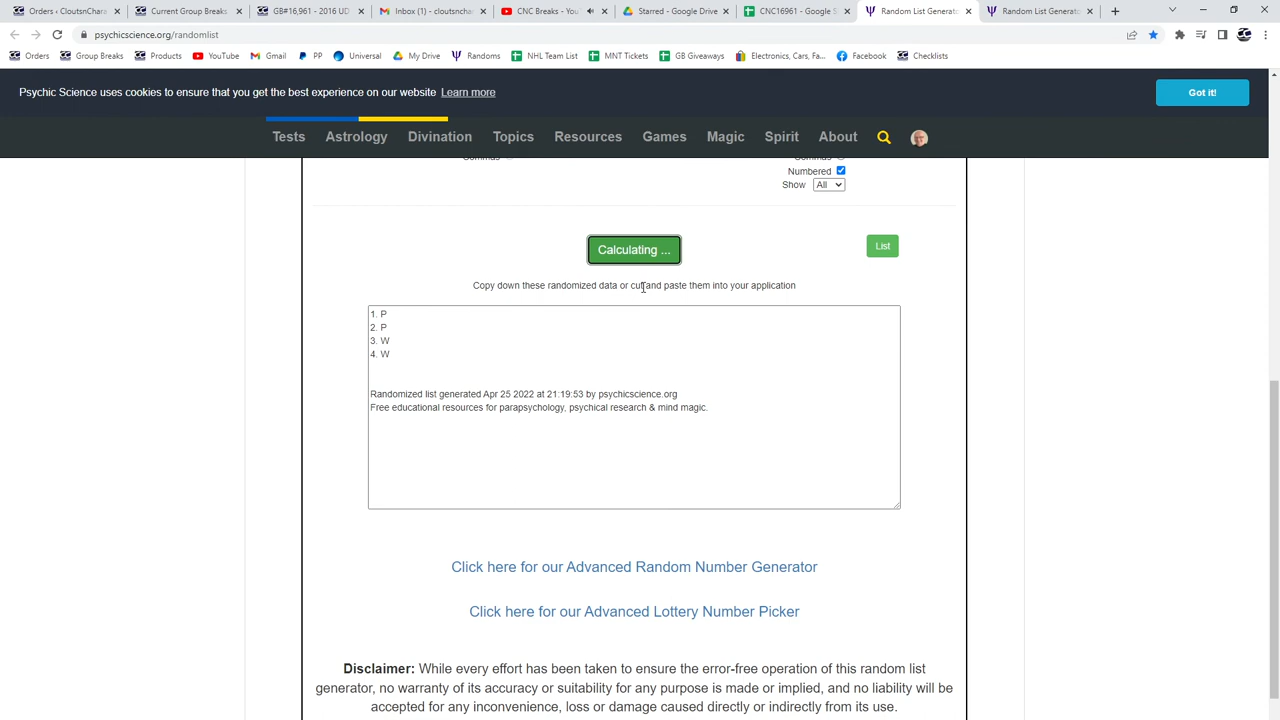 Orders ‹ CloutsnChara
Current Group Breaks
GB#16,961 - 2016 UD
Inbox (1) - cloutsnch
CNC Breaks - You
Starred - Google Drive
CNC16961 - Google S
Random List Generato
Random List Generato
psychicscience.org/randomlist
Orders
Group Breaks
Products
YouTube
Gmail
PP
Universal
My Drive
Randoms
NHL Team List
MNT Tickets
GB Giveaways
Electronics, Cars, Fa...
Facebook
Checklists
Psychic Science uses cookies to ensure that you get the best experience on our website Learn more
Got it!
Tests
Astrology
Divination
Topics
Resources
Games
Magic
Spirit
About
Numbered
Show All
Calculating ...
List
Copy down these randomized data or cut and paste them into your application
1. P
2. P
3. W
4. W
Randomized list generated Apr 25 2022 at 21:19:53 by psychicscience.org
Free educational resources for parapsychology, psychical research & mind magic.
Click here for our Advanced Random Number Generator
Click here for our Advanced Lottery Number Picker
Disclaimer: While every effort has been taken to ensure the error-free operation of this random list
generator, no warranty of its accuracy or suitability for any purpose is made or implied, and no liability will be
accepted for any inconvenience, loss or damage caused directly or indirectly from its use.